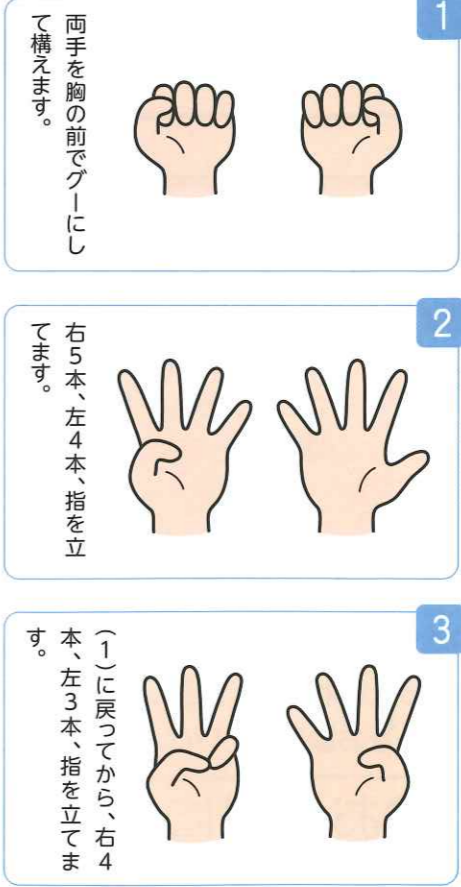 1
両手を胸の前でグーにし
て構えます。
2
右5本、左4本、指を立
てます。
3
(1)に戻ってから、右4
本、左3本、指を立てま
す。